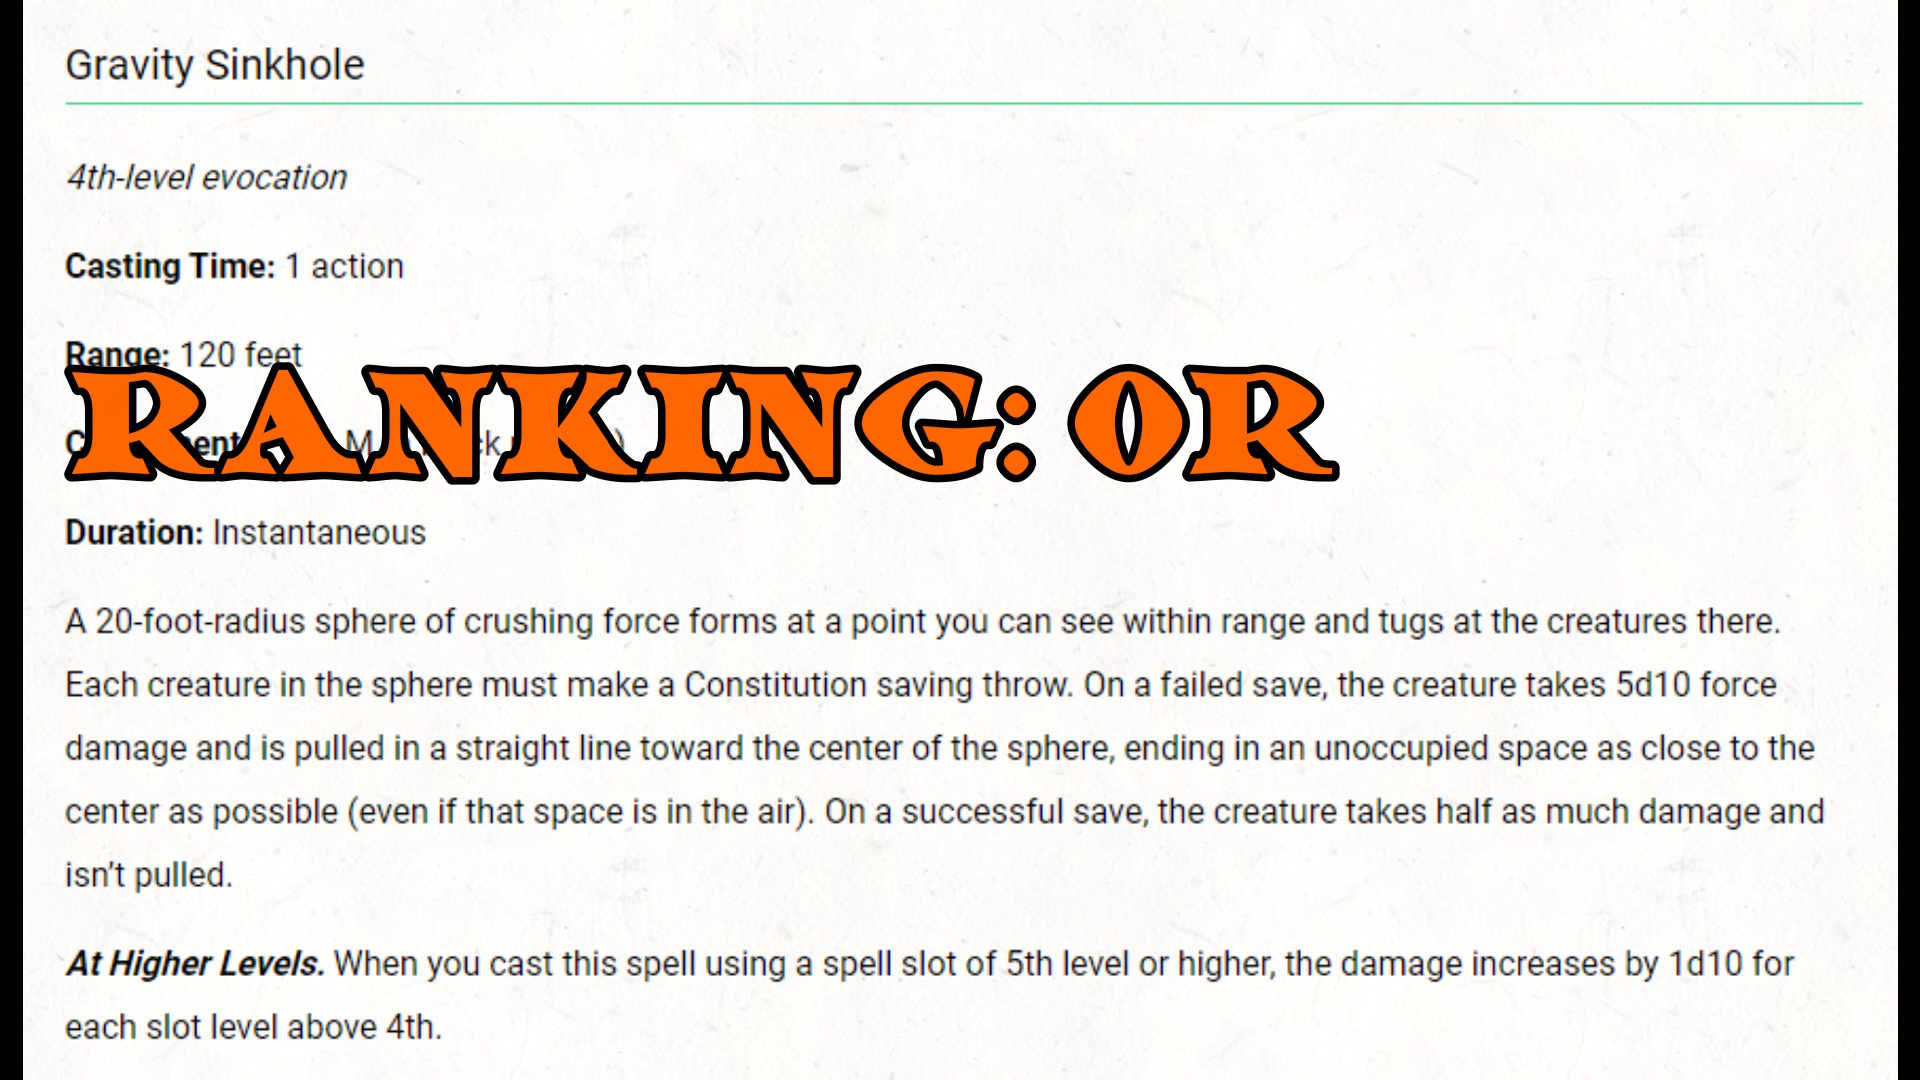 Gravity Sinkhole
4th-level evocation
Casting Time: 1 action
Range: 120 feet
RANKING: OR
Duration: Instantaneous
A 20-foot-radius sphere of crushing force forms at a point you can see within range and tugs at the creatures there.
Each creature in the sphere must make a Constitution saving throw. On a failed save, the creature takes 5d10 force
damage and is pulled in a straight line toward the center of the sphere, ending in an unoccupied space as close to the
center as possible (even if that space is in the air). On a successful save, the creature takes half as much damage and
isn’t pulled.
At Higher Levels. When you cast this spell using a spell slot of 5th level or higher, the damage increases by 1d10 for
each slot level above 4th.